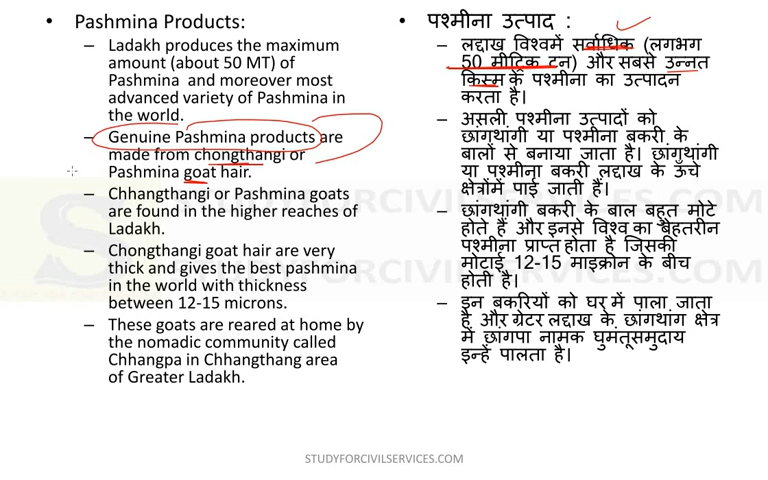 • Pashmina Products:
– Ladakh produces the maximum
amount (about 50 MT) of
Pashmina and moreover most
advanced variety of Pashmina in
the world.
– Genuine Pashmina products are
made from chongthangi or
Pashmina goat hair.
– Chhangthangi or Pashmina goats
are found in the higher reaches of
Ladakh.
– Chongthangi goat hair are very
thick and gives the best pashmina
in the world with thickness
between 12-15 microns.
– These goats are reared at home by
the nomadic community called
Chhangpa in Chhangthang area
of Greater Ladakh.
• पश्मीना उत्पाद :
– लद्दाख विश्वमें सर्वाधिक (लगभग
50 मीट्रिक टन) और सबसे उन्नत
किस्म के पश्मीना का उत्पादन
करता है।
– असली पश्मीना उत्पादों को
छांगथांगी या पश्मीना बकरी के
बालों से बनाया जाता है। छांगथांगी
या पश्मीना बकरी लद्दाख के ऊँचे
क्षेत्रोंमें पाई जाती हैं।
– छांगथांगी बकरी के बाल बहुत मोटे
होते हैं और इनसे विश्व का बेहतरीन
पश्मीना प्राप्त होता है जिसकी
मोटाई 12-15 माइक्रोन के बीच
होती है।
– इन बकरियों को घर में पाला जाता
है और ग्रेटर लद्दाख के छांगथांग क्षेत्र
में छांगपा नामक घुमंतूसमुदाय
इन्हें पालता है।
STUDYFORCIVILSERVICES.COM